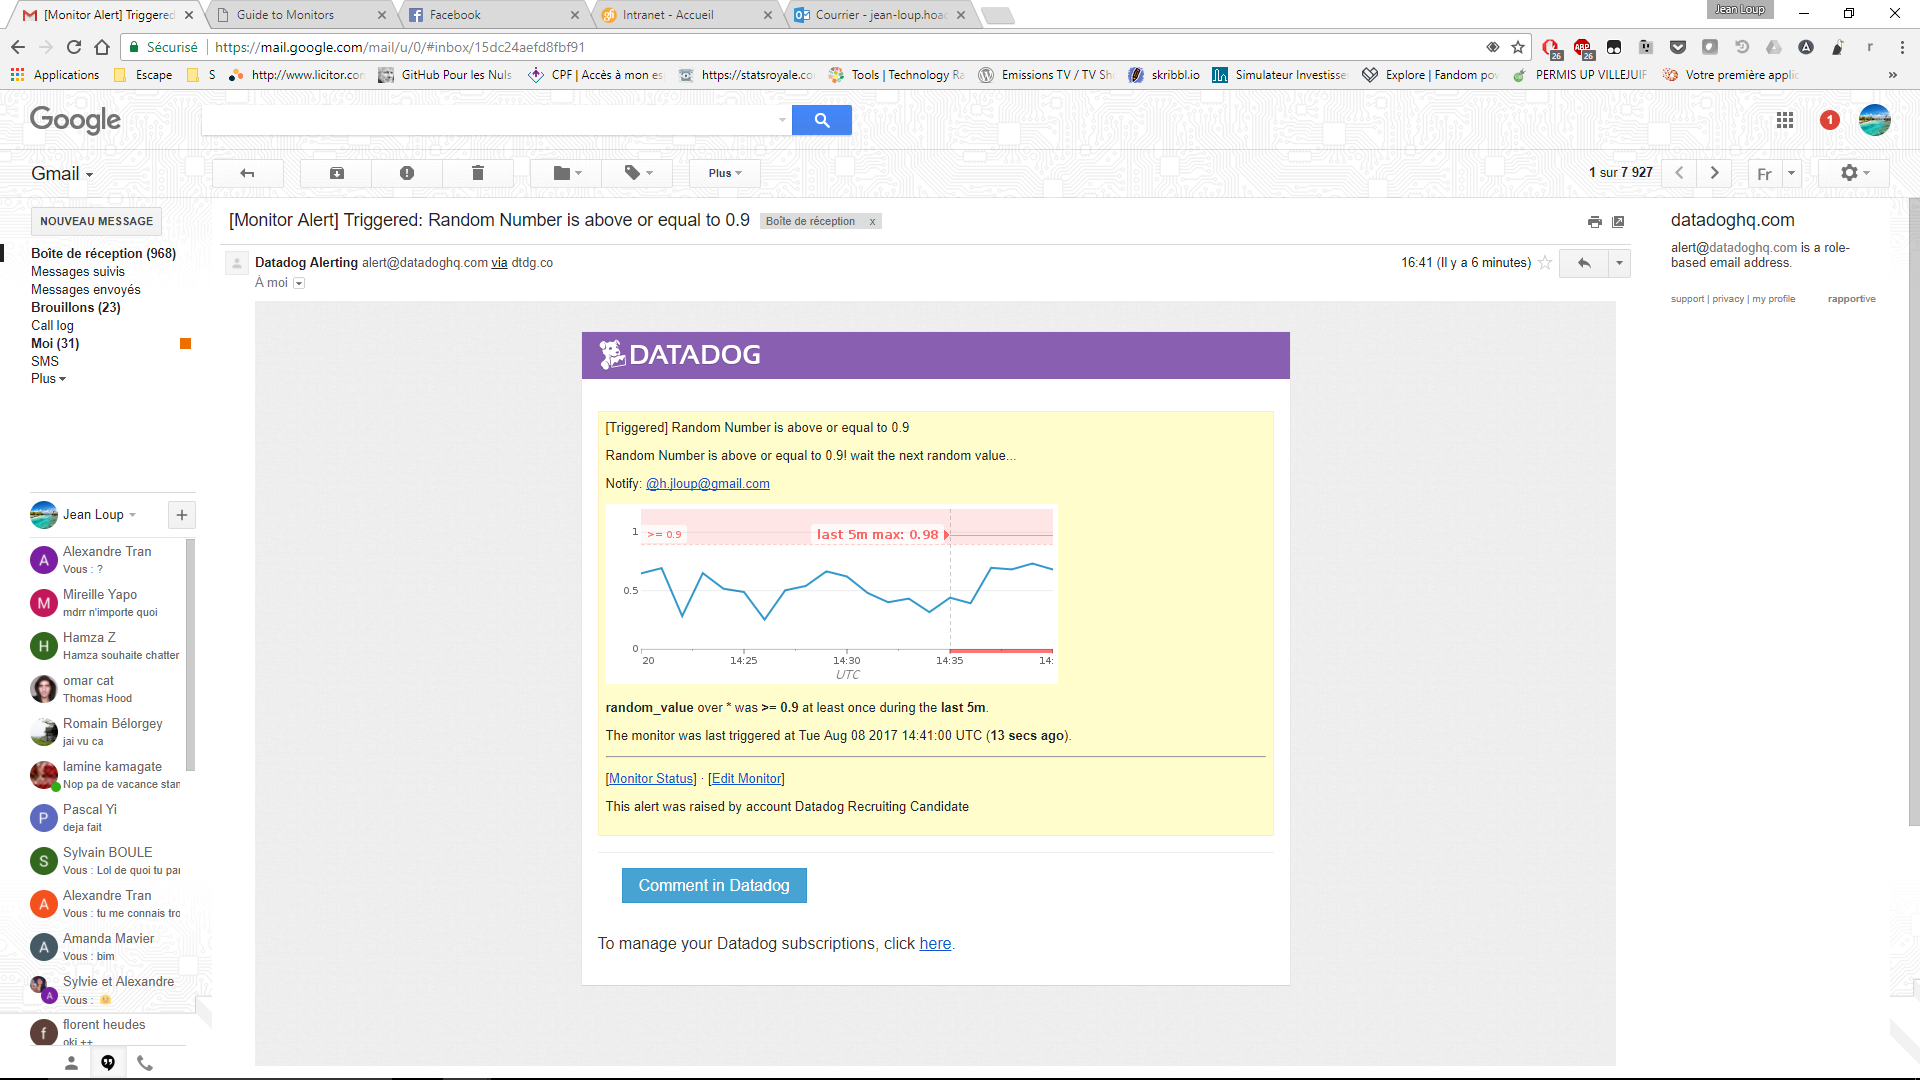 [Monitor Alert] Triggered
Guide to Monitors
Facebook
Intranet - Accueil
Courrier - jean-loup.hoa
Jean Loup
Sécurisé
https://mail.google.com/mail/u/0/#inbox/15dc24aefd8fbf91
26
ABP
26
Applications
Escape
S
http://www.licitor.com
GitHub Pour les Nuls
CPF | Accès à mon es
https://statsroyale.co
Tools | Technology Ra
Emissions TV / TV Sh
skribbl.io
Simulateur Investisse
Explore | Fandom pow
PERMIS UP VILLEJUIF
Votre première appli
»
Google
1
Gmail
Plus
1 sur 7 927
Fr
NOUVEAU MESSAGE
[Monitor Alert] Triggered: Random Number is above or equal to 0.9
Boîte de réception x
datadoghq.com
alert@datadoghq.com is a role-
based email address.
support | privacy | my profile
rapportive
Boîte de réception (968)
Messages suivis
Messages envoyés
Brouillons (23)
Call log
Moi (31)
SMS
Plus
Datadog Alerting alert@datadoghq.com via dtdg.co
16:41 (Il y a 6 minutes)
À moi
DATADOG
[Triggered] Random Number is above or equal to 0.9
Random Number is above or equal to 0.9! wait the next random value...
Notify: @h.jloup@gmail.com
1
>= 0.9
last 5m max: 0.98
0.5
0
20
14:25
14:30
14:35
14:
UTC
random_value over * was >= 0.9 at least once during the last 5m.
The monitor was last triggered at Tue Aug 08 2017 14:41:00 UTC (13 secs ago).
[Monitor Status] · [Edit Monitor]
This alert was raised by account Datadog Recruiting Candidate
Comment in Datadog
To manage your Datadog subscriptions, click here.
Jean Loup
+
A
Alexandre Tran
Vous : ?
M
Mireille Yapo
mdrr n'importe quoi
H
Hamza Z
Hamza souhaite chatter
omar cat
Thomas Hood
Romain Bélorgey
jai vu ca
lamine kamagate
Nop pa de vacance stan
P
Pascal Yi
deja fait
S
Sylvain BOULE
Vous : Lol de quoi tu par
A
Alexandre Tran
Vous : tu me connais tro
A
Amanda Mavier
Vous : bim
A
Sylvie et Alexandre
Vous :
f
florent heudes
oki ++